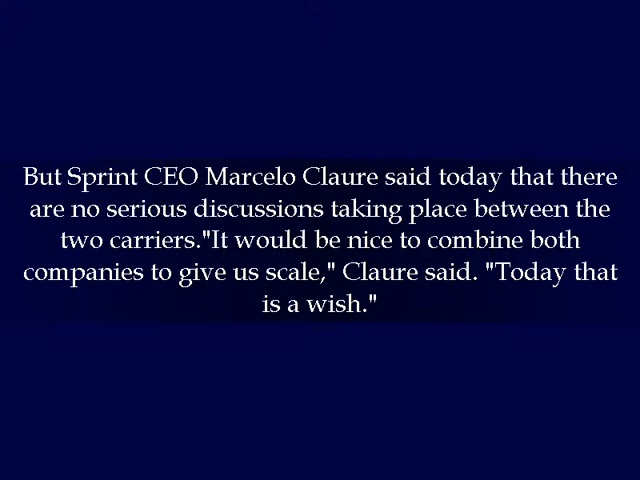 But Sprint CEO Marcelo Claure said today that there
are no serious discussions taking place between the
two carriers."It would be nice to combine both
companies to give us scale," Claure said. "Today that
is a wish."